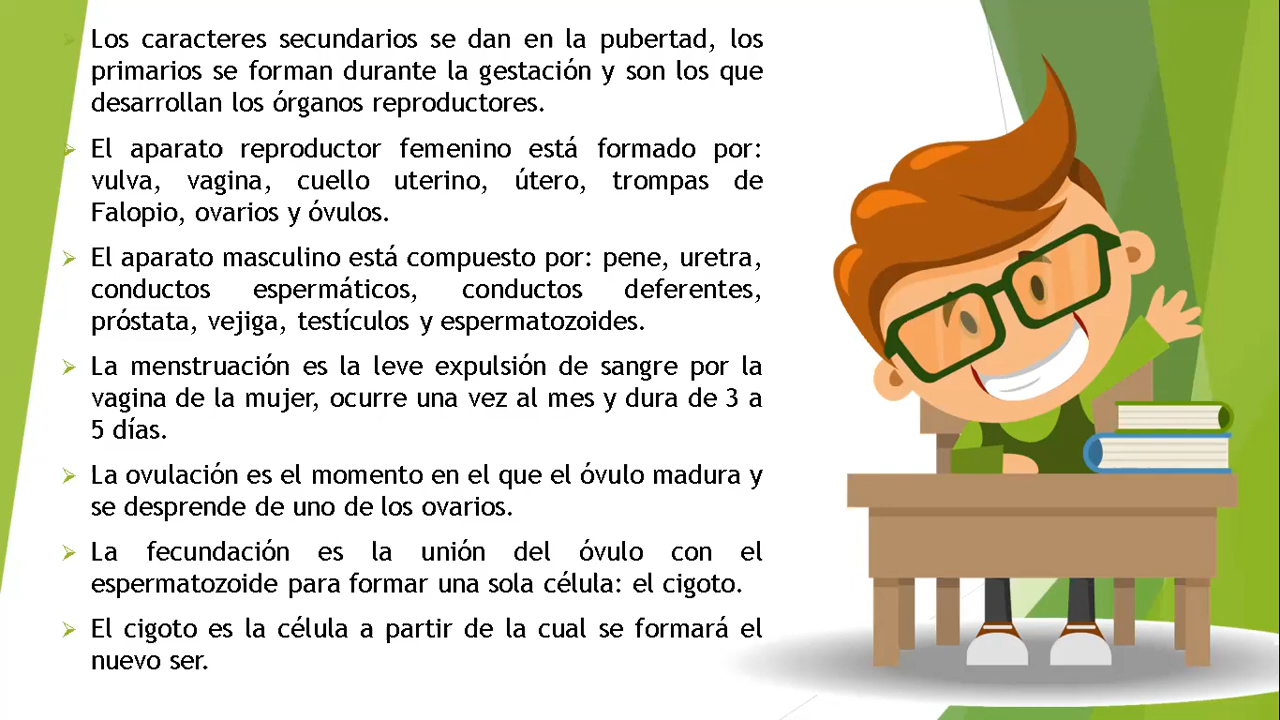 Los caracteres secundarios se dan en la pubertad, los
primarios se forman durante la gestación y son los que
desarrollan los órganos reproductores.
El aparato reproductor femenino está formado por:
vulva, vagina, cuello uterino, útero, trompas de
Falopio, ovarios y óvulos.
El aparato masculino está compuesto por: pene, uretra,
conductos espermáticos, conductos deferentes,
próstata, vejiga, testículos y espermatozoides.
La menstruación es la leve expulsión de sangre por la
vagina de la mujer, ocurre una vez al mes y dura de 3 a
5 días.
La ovulación es el momento en el que el óvulo madura y
se desprende de uno de los ovarios.
La fecundación es la unión del óvulo con el
espermatozoide para formar una sola célula: el cigoto.
El cigoto es la célula a partir de la cual se formará el
nuevo ser.